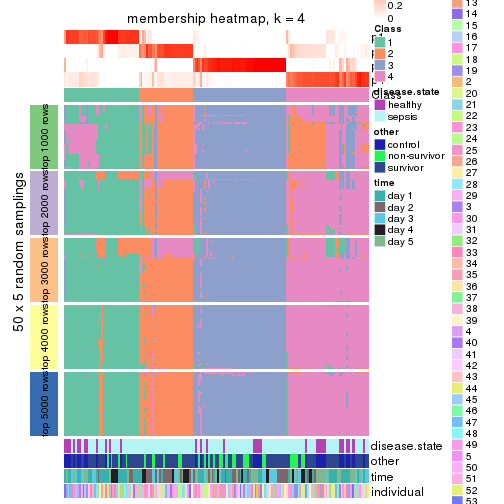 membership heatmap, k = 4
0.2
0
Class
1
2
3
4
disease.state
healthy
sepsis
other
control
non-survivor
survivor
time
day 1
day 2
day 3
day 4
day 5
13
14
15
16
17
18
19
2
20
21
22
23
24
25
26
27
28
29
3
30
31
32
33
34
35
36
37
38
39
4
40
41
42
43
44
45
46
47
48
49
5
50
51
52
53
50 x 5 random samplings
top 1000 rows
top 2000 rows
top 3000 rows
top 4000 rows
top 5000 rows
disease.state
other
time
individual